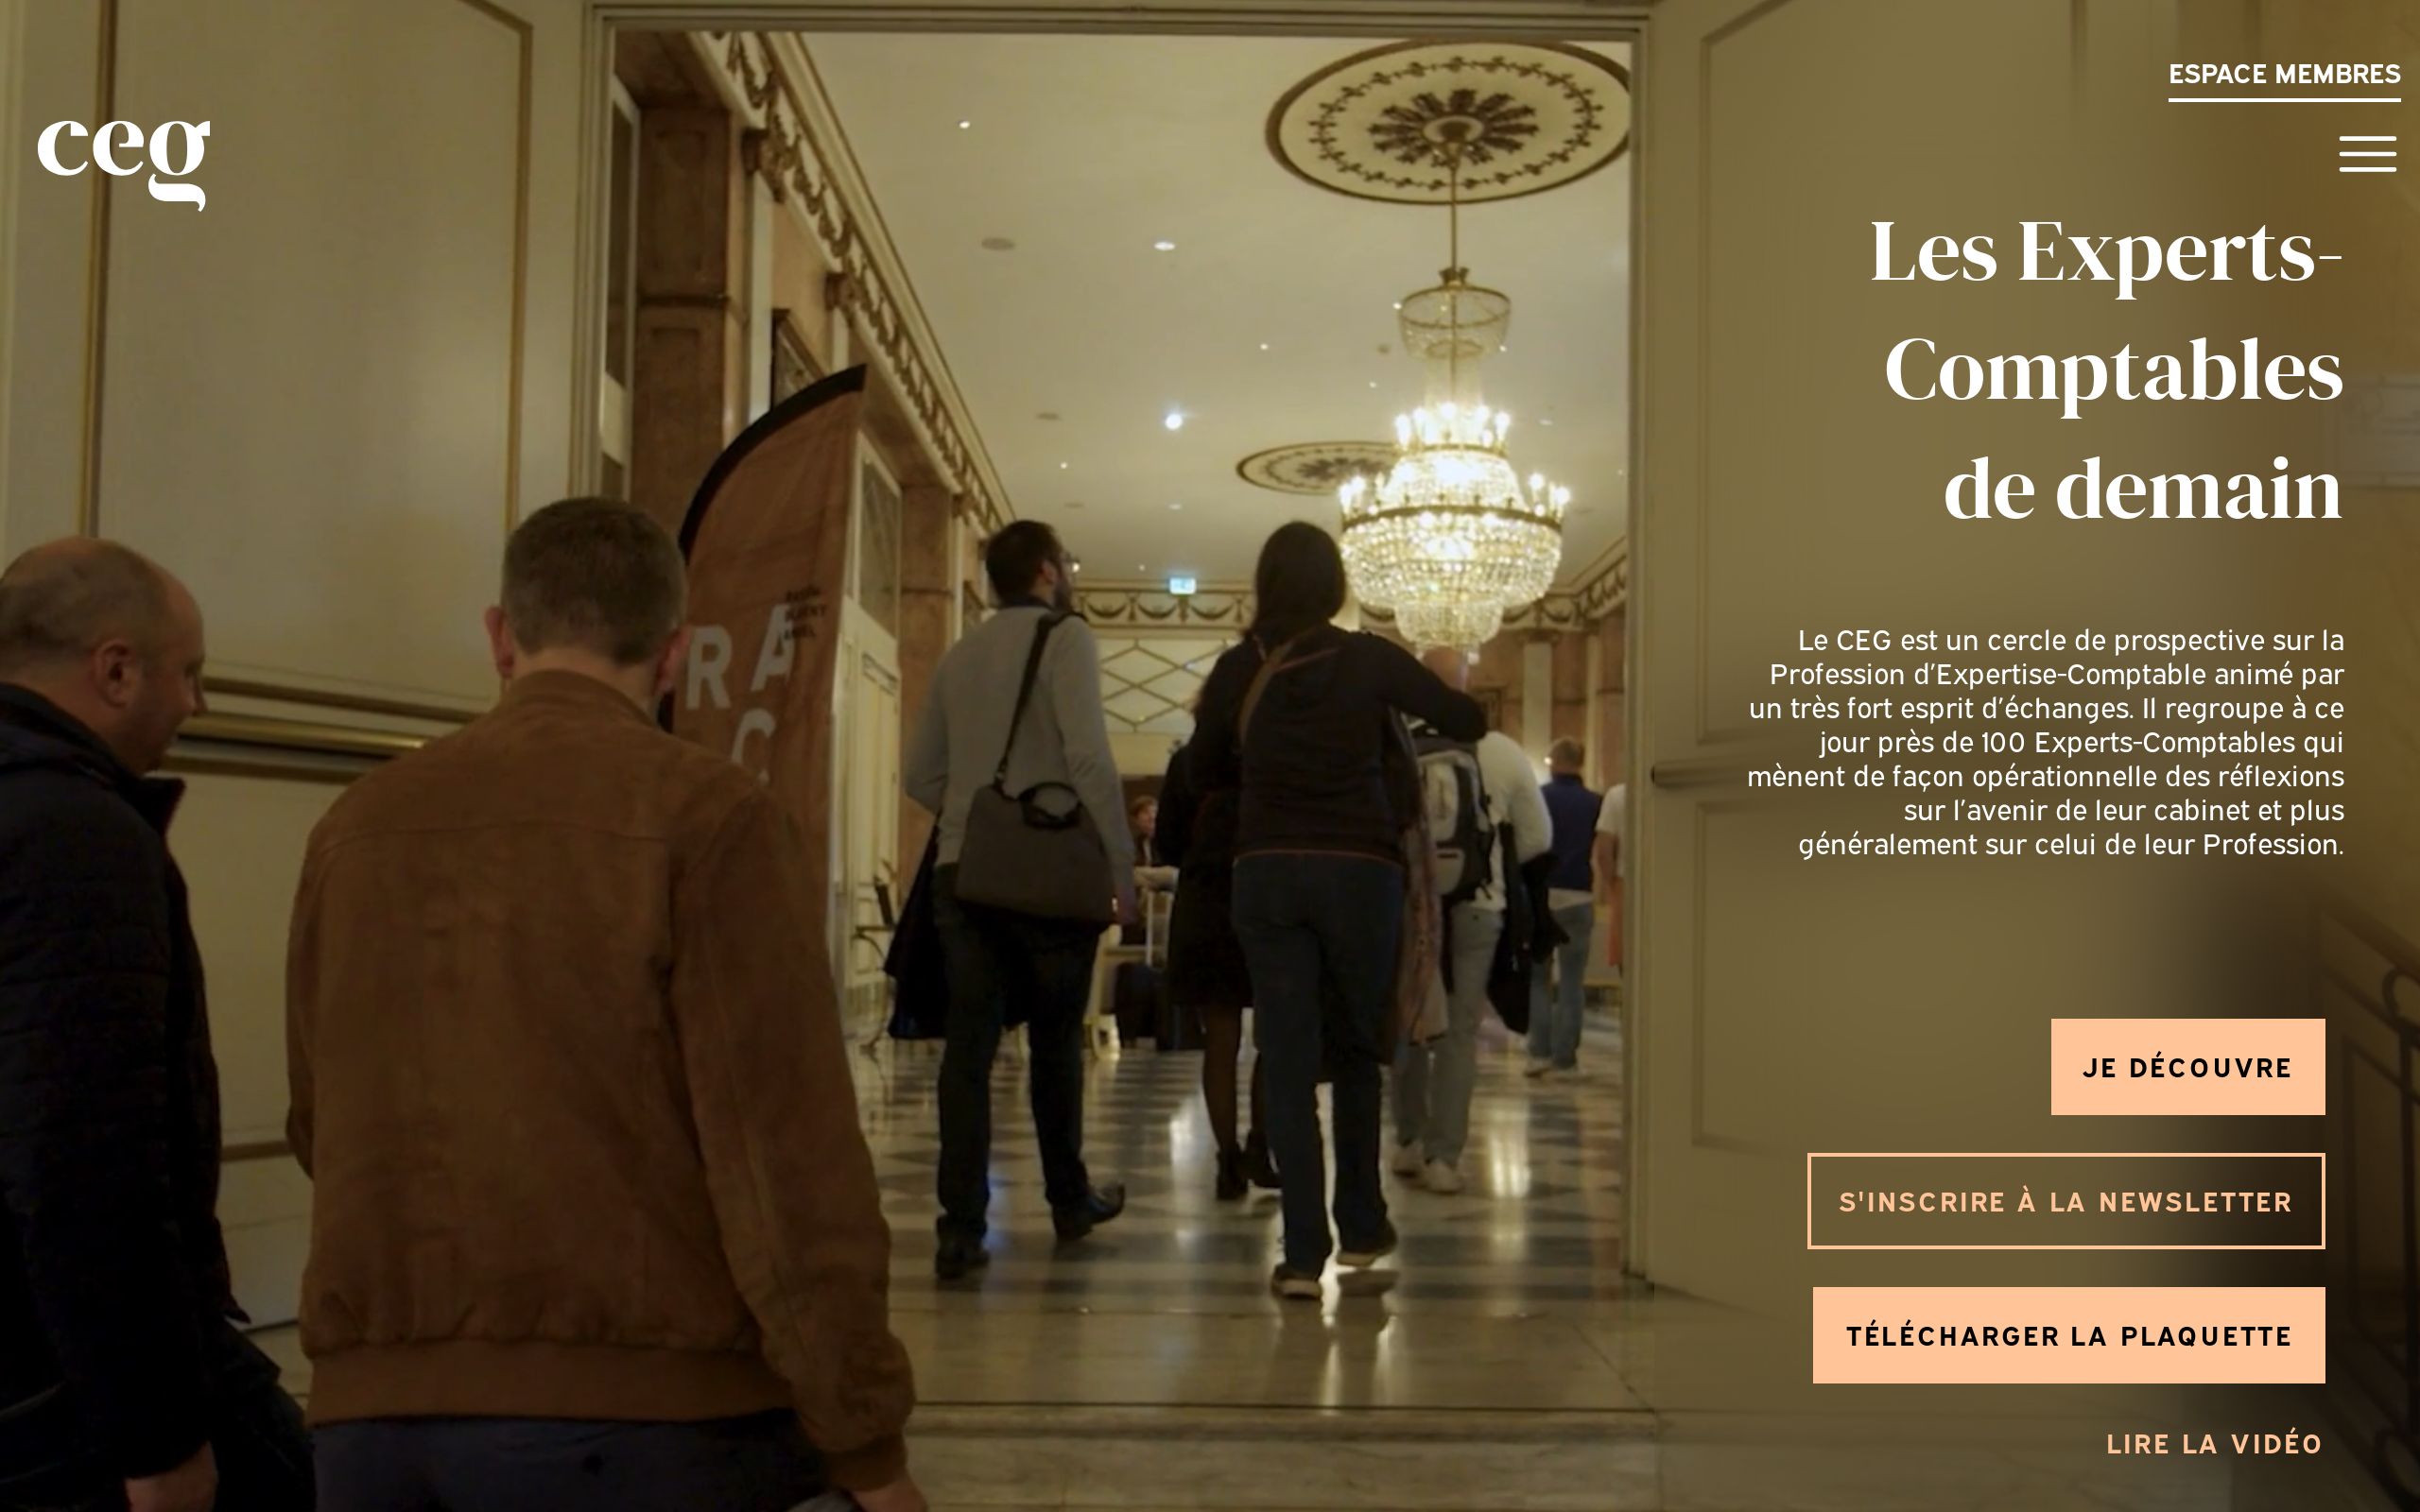 ESPACE MEMBRES
ceg
Les Experts-
Comptables
de demain
Le CEG est un cercle de prospective sur la
Profession d'Expertise-Comptable animé par
un très fort esprit d'échanges. Il regroupe à ce
jour près de 100 Experts-Comptables qui
mènent de façon opérationnelle des réflexions
sur l'avenir de leur cabinet et plus
généralement sur celui de leur Profession.
JE DÉCOUVRE
S'INSCRIRE À LA NEWSLETTER
TÉLÉCHARGER LA PLAQUETTE
LIRE LA VIDÉO